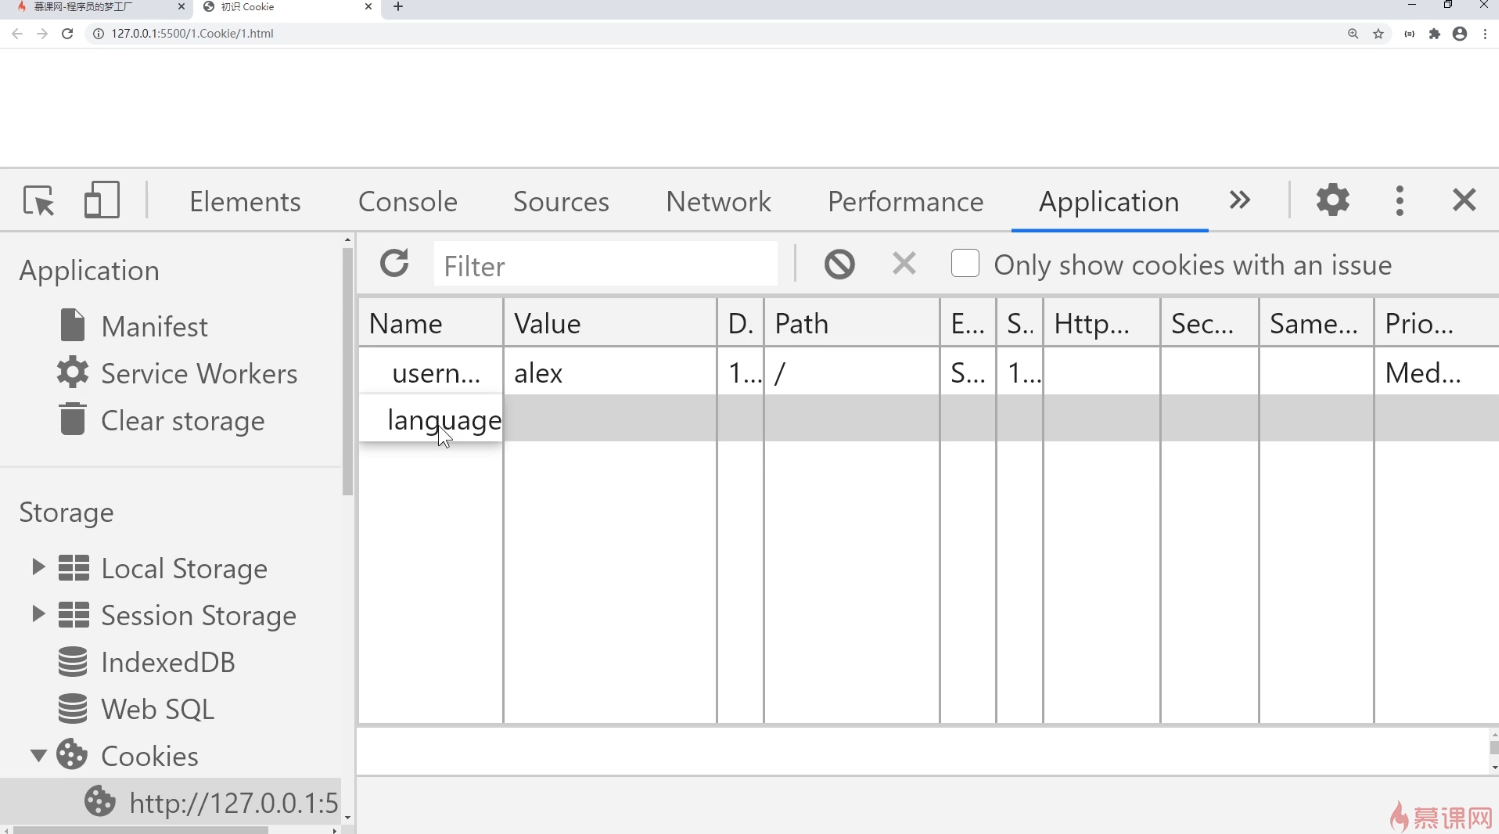 慕课网-程序员的梦工厂
初识 Cookie
127.0.0.1:5500/1.Cookie/1.html
Elements Console Sources Network Performance Application
Application
Manifest
Service Workers
Clear storage
Storage
Local Storage
Session Storage
IndexedDB
Web SQL
Cookies
http://127.0.0.1:5
Filter
Only show cookies with an issue
Name Value D. Path E... S.. Http... Sec... Same... Prio...
usern... alex 1... / S... 1... Med...
language
慕课网